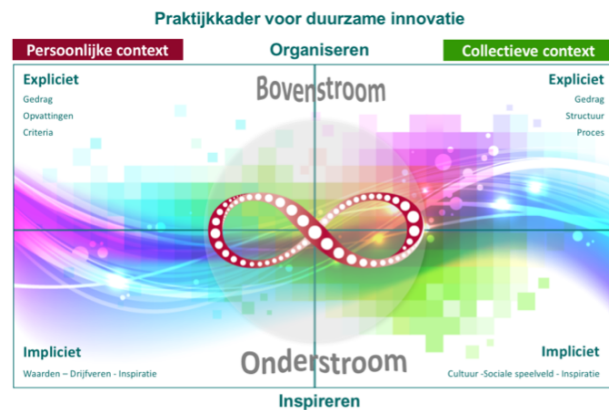 Praktijkkader voor duurzame innovatie
Persoonlijke context
Organiseren
Collectieve context
Expliciet
Gedrag
Opvattingen
Criteria
Bovenstroom
Expliciet
Gedrag
Structuur
Proces
Impliciet
Waarden – Drijfveren - Inspiratie
Onderstroom
Impliciet
Cultuur -Sociale speelveld - Inspiratie
Inspireren